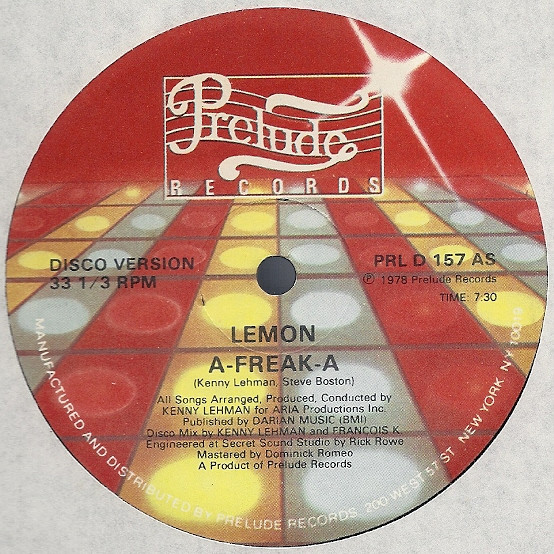 Prelude
RECORDS
DISCO VERSION
33 1/3 RPM
PRL D 157 AS
℗ 1978 Prelude Records
TIME: 7:30
LEMON
A-FREAK-A
(Kenny Lehman, Steve Boston)
All Songs Arranged, Produced, Conducted by
KENNY LEHMAN for ARIA Productions Inc.
Published by DARIAN MUSIC (BMI)
Disco Mix by KENNY LEHMAN and FRANCOIS K.
Engineered at Secret Sound Studio by Rick Rowe
Mastered by Dominick Romeo
A Product of Prelude Records
MANUFACTURED AND DISTRIBUTED BY PRELUDE RECORDS, 200 WEST 57 ST., NEW YORK, N.Y. 10019